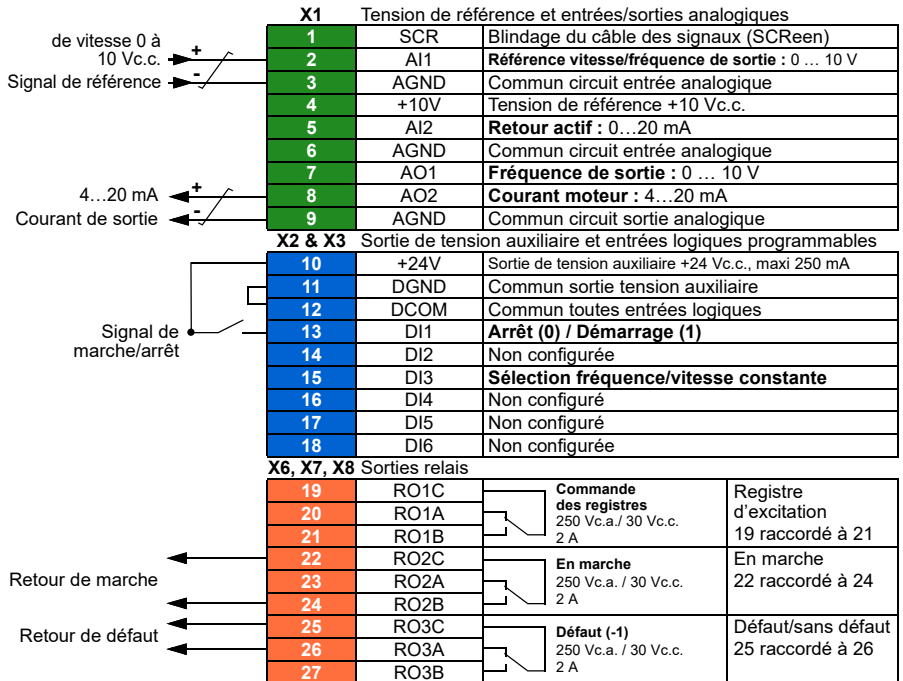 X1 Tension de référence et entrées/sorties analogiques
1 SCR Blindage du câble des signaux (SCReen)
de vitesse 0 à
10 Vc.c. + 2 AI1 Référence vitesse/fréquence de sortie : 0 … 10 V
Signal de référence - 3 AGND Commun circuit entrée analogique
4 +10V Tension de référence +10 Vc.c.
5 AI2 Retour actif : 0…20 mA
6 AGND Commun circuit entrée analogique
7 AO1 Fréquence de sortie : 0 … 10 V
4…20 mA + 8 AO2 Courant moteur : 4…20 mA
Courant de sortie - 9 AGND Commun circuit sortie analogique
X2 & X3 Sortie de tension auxiliaire et entrées logiques programmables
10 +24V Sortie de tension auxiliaire +24 Vc.c., maxi 250 mA
11 DGND Commun sortie tension auxiliaire
12 DCOM Commun toutes entrées logiques
Signal de
marche/arrêt
13 DI1 Arrêt (0) / Démarrage (1)
14 DI2 Non configurée
15 DI3 Sélection fréquence/vitesse constante
16 DI4 Non configuré
17 DI5 Non configuré
18 DI6 Non configurée
X6, X7, X8 Sorties relais
19 RO1C
20 RO1A
21 RO1B
Commande
des registres
250 Vc.a./ 30 Vc.c.
2 A
Registre
d'excitation
19 raccordé à 21
Retour de marche
22 RO2C
23 RO2A
24 RO2B
En marche
250 Vc.a. / 30 Vc.c.
2 A
En marche
22 raccordé à 24
Retour de défaut
25 RO3C
26 RO3A
27 RO3B
Défaut (-1)
250 Vc.a. / 30 Vc.c.
2 A
Défaut/sans défaut
25 raccordé à 26